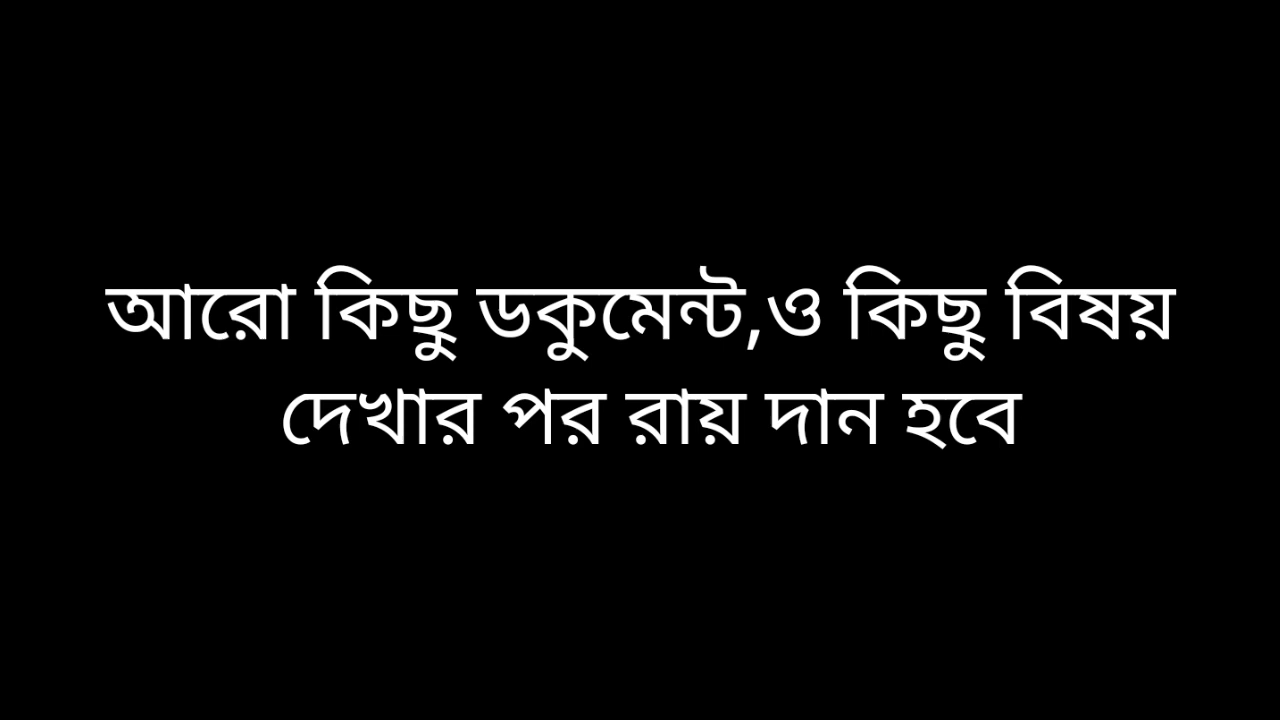 আরো কিছু ডকুমেন্ট,ও কিছু বিষয়
দেখার পর রায় দান হবে